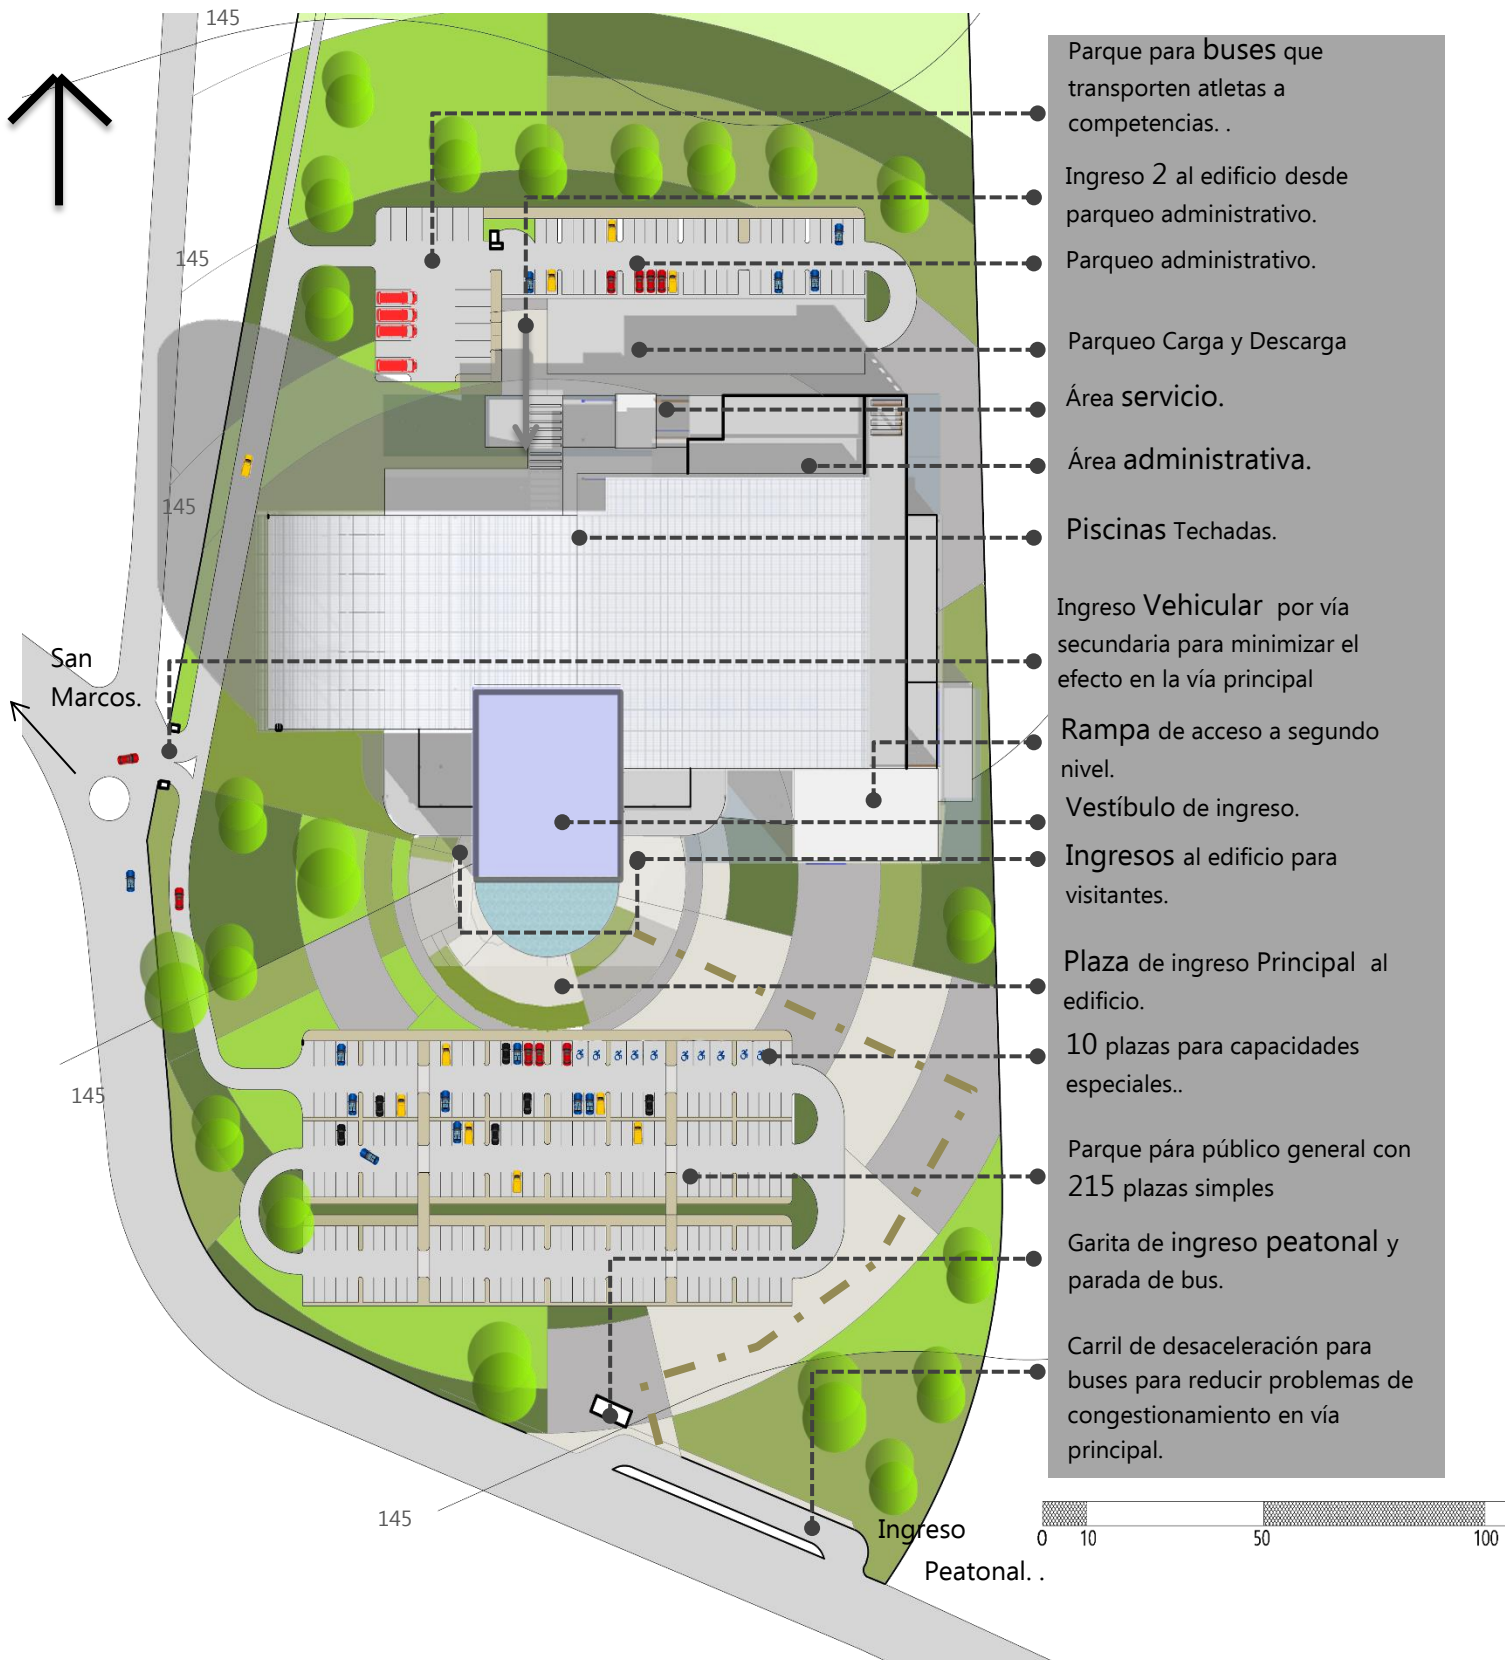 145
Parque para buses que
transporten atletas a
competencias. .
Ingreso 2 al edificio desde
parqueo administrativo.
145
Parqueo administrativo.
Parqueo Carga y Descarga
Área servicio.
Área administrativa.
145
Piscinas Techadas.
Ingreso Vehicular por vía
secundaria para minimizar el
efecto en la vía principal
San
Marcos.
Rampa de acceso a segundo
nivel.
Vestíbulo de ingreso.
Ingresos al edificio para
visitantes.
Plaza de ingreso Principal al
edificio.
10 plazas para capacidades
especiales..
145
Parque pára público general con
215 plazas simples
Garita de ingreso peatonal y
parada de bus.
Carril de desaceleración para
buses para reducir problemas de
congestionamiento en vía
principal.
145
Ingreso
Peatonal. .
0 10 50 100